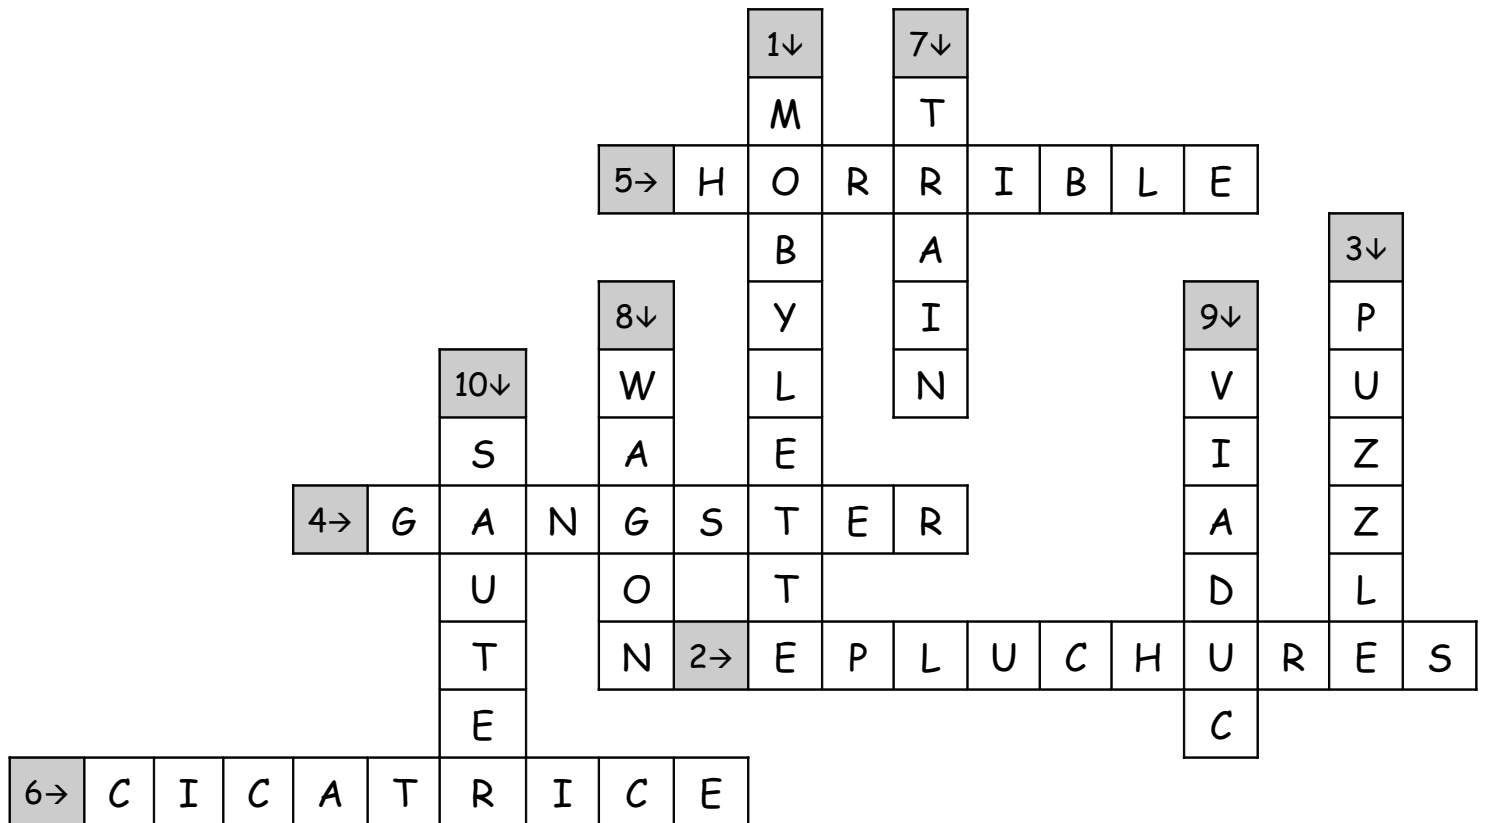 1↓ 7↓
M T
5→ H O R R I B L E
B A 3↓
8↓ Y I 9↓ P
10↓ W L N V U
S A E I Z
4→ G A N G S T E R A Z
U O T D L
T N 2→ E P L U C H U R E S
E C
6→ C I C A T R I C E